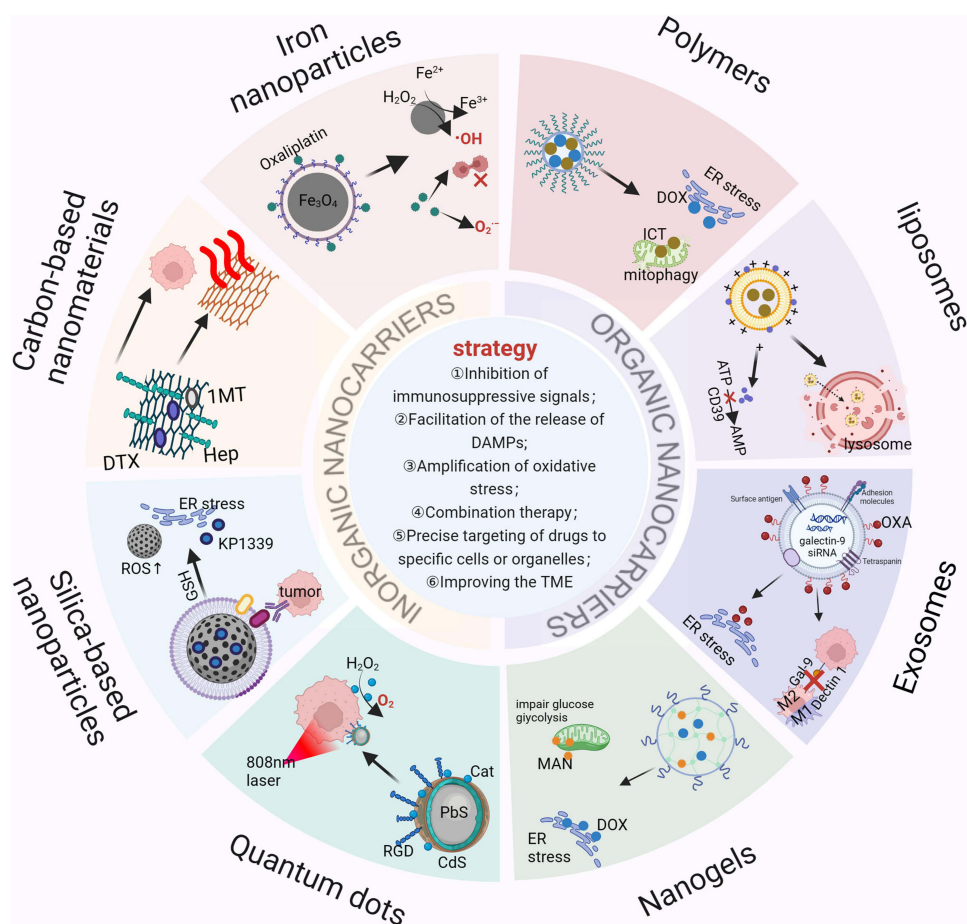 Iron
nanoparticles
Fe²⁺
H₂O₂
Fe³⁺
·OH
Oxaliplatin
Fe₃O₄
O₂·⁻
Polymers
ER stress
DOX
ICT
mitophagy
liposomes
+
ATP
CD39
AMP
lysosome
Exosomes
Surface antigen
Adhesion
molecules
OXA
galectin-9
siRNA
Tetraspanin
ER stress
Gal-9
M2
Dectin 1
M1
Nanogels
impair glucose
giycolysis
MAN
DOX
ER
stress
Quantum dots
H₂O₂
O₂
808nm
laser
Cat
PbS
RGD
CdS
Silica-based
nanoparticles
ER stress
KP1339
ROS↑
GSH
tumor
Carbon-based
nanomaterials
1MT
DTX
Hep
INORGANIC NANOCARRIERS
ORGANIC NANOCARRIERS
strategy
①Inhibition of
immunosuppressive signals;
②Facilitation of the release of
DAMPs;
③Amplification of oxidative
stress;
④Combination therapy;
⑤Precise targeting of drugs to
specific cells or organelles;
⑥Improving the TME